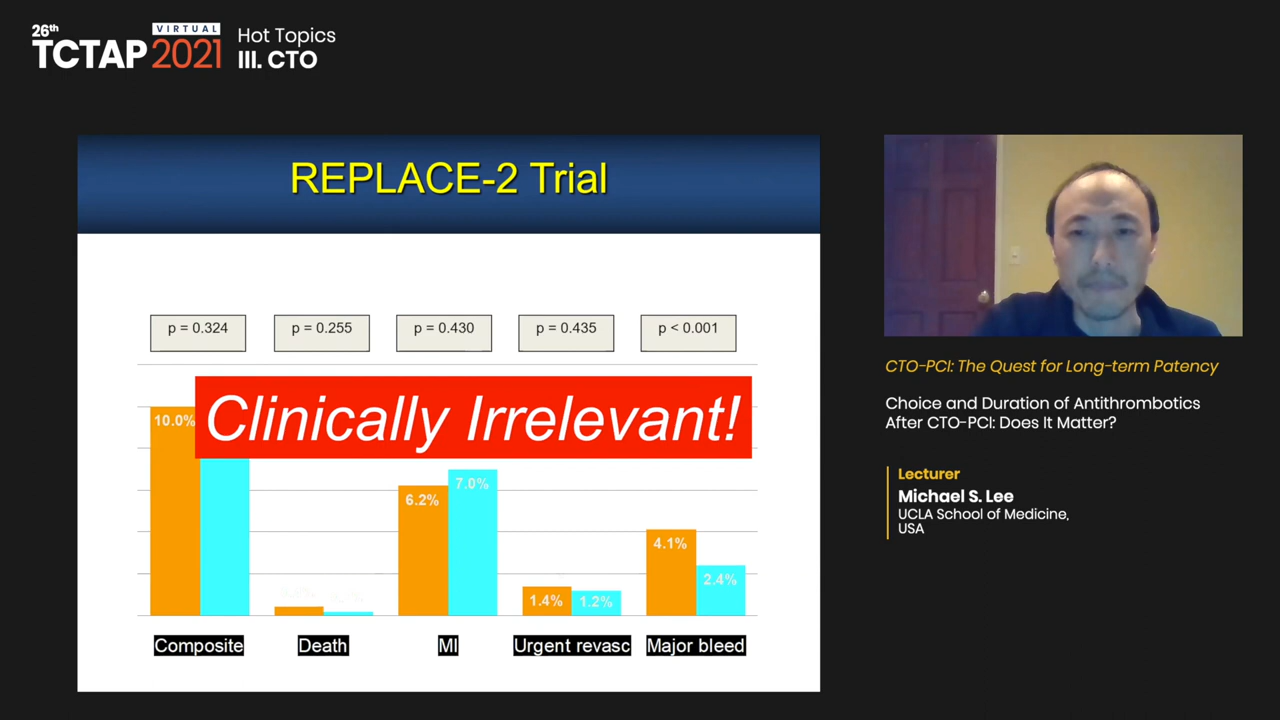 26th
VIRTUAL
TCTAP 2021
Hot Topics
III. CTO
REPLACE-2 Trial
p = 0.324
p = 0.255
p = 0.430
p = 0.435
p < 0.001
Clinically Irrelevant!
10.0%
6.2%
7.0%
1.4%
1.2%
4.1%
2.4%
Composite
Death
MI
Urgent revasc
Major bleed
CTO-PCI: The Quest for Long-term Patency
Choice and Duration of Antithrombotics
After CTO-PCI: Does It Matter?
Lecturer
Michael S. Lee
UCLA School of Medicine,
USA